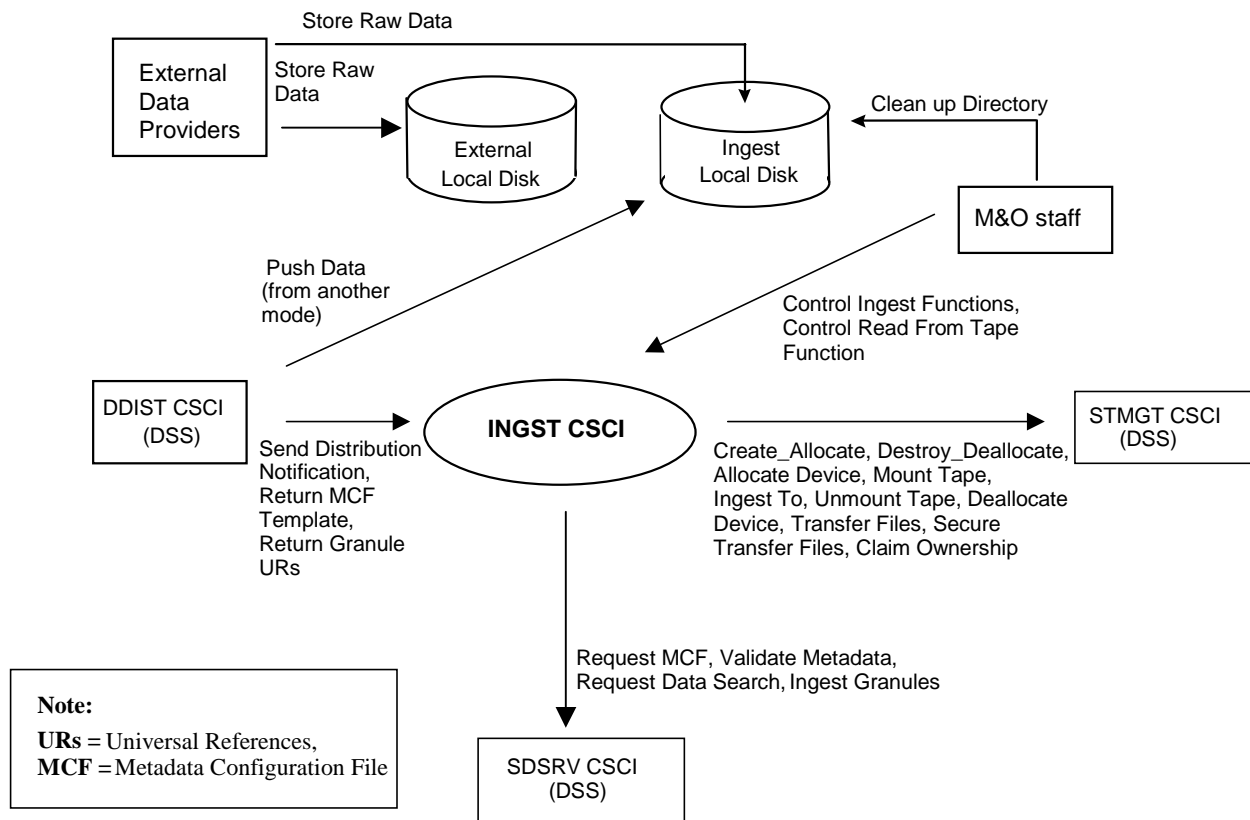 Store Raw Data
External
Data
Providers
Store Raw
Data
External
Local Disk
Ingest
Local Disk
Clean up Directory
M&O staff
Push Data
(from another
mode)
Control Ingest Functions,
Control Read From Tape
Function
DDIST CSCI
(DSS)
Send Distribution
Notification,
Return MCF
Template,
Return Granule
URs
INGST CSCI
STMGT CSCI
(DSS)
Create_Allocate, Destroy_Deallocate,
Allocate Device, Mount Tape,
Ingest To, Unmount Tape, Deallocate
Device, Transfer Files, Secure
Transfer Files, Claim Ownership
Request MCF, Validate Metadata,
Request Data Search, Ingest Granules
SDSRV CSCI
(DSS)
Note:
URs = Universal References,
MCF = Metadata Configuration File